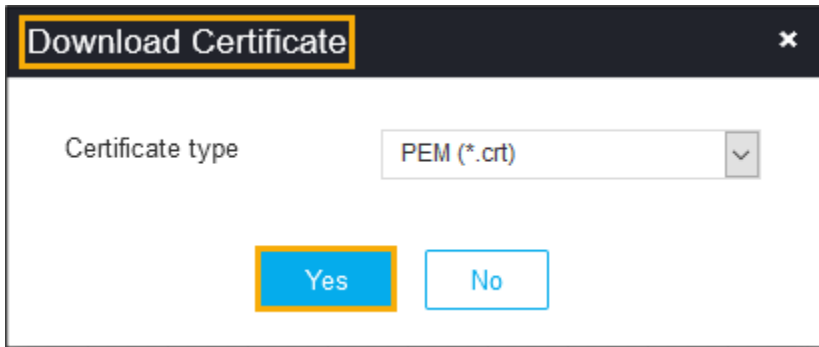 Download Certificate
Certificate type PEM (*.crt)
Yes No